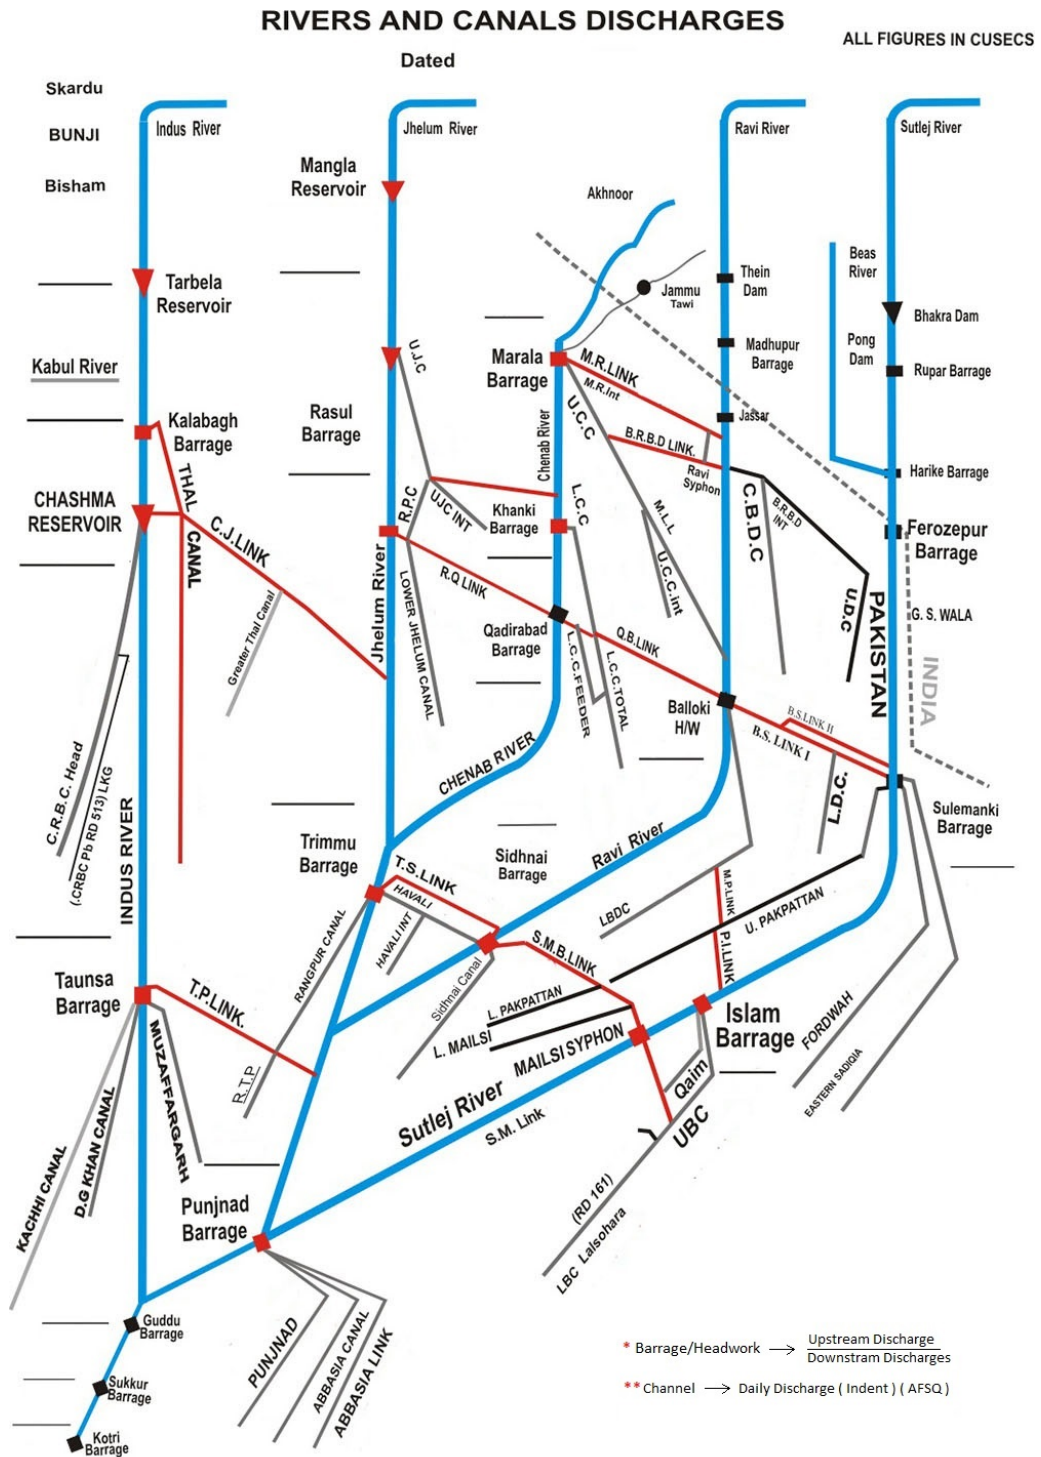 RIVERS AND CANALS DISCHARGES
ALL FIGURES IN CUSECS
Dated
Skardu
BUNJI
Bisham
Indus River
Jhelum River
Ravi River
Sutlej River
Mangla
Reservoir
Akhnoor
Tarbela
Reservoir
Jammu
Tawi
Thein
Dam
Beas
River
Bhakra Dam
Kabul River
U.J.C
Marala
Barrage
M.R.LINK
M.R.Int
Madhupur
Barrage
Pong
Dam
Rupar Barrage
Kalabagh
Barrage
Rasul
Barrage
Chenab River
U.C.C
B.R.B.D LINK.
Jassar
Ravi
Syphon
Harike Barrage
THAL
CANAL
CHASHMA
RESERVOIR
C.J.LINK
R.P.C
UJC INT
Khanki
Barrage
L.C.C
M.L.L
C.B.D.C
B.R.B.D
INT
Ferozepur
Barrage
Jhelum River
LOWER JHELUM CANAL
R.Q LINK
U.C.C.int
U.D.C
PAKISTAN
G. S. WALA
INDIA
Greater Thal Canal
Qadirabad
Barrage
L.C.C.FEEDER
L.C.C.TOTAL
Q.B.LINK
Balloki
H/W
B.S.LINK II
B.S. LINK I
C.R.B.C. Head
(.CRBC Pb RD 513) LKG
INDUS RIVER
CHENAB RIVER
L.D.C.
Sulemanki
Barrage
Trimmu
Barrage
T.S.LINK
HAVALI
HAVALI INT
Sidhnai
Barrage
Ravi River
LBDC
M.P.LINK
P.I.LINK
U. PAKPATTAN
RANGPUR CANAL
Sidhnai Canal
S.M.B.LINK
Taunsa
Barrage
T.P.LINK.
L. PAKPATTAN
L. MAILSI
MAILSI SYPHON
Islam
Barrage
FORDWAH
EASTERN SADIQIA
MUZAFFARGARH
R.T.P
Sutlej River
S.M. Link
Qaim
UBC
KACHHI CANAL
D.G KHAN CANAL
Punjnad
Barrage
(RD 161)
LBC Lalsohara
Guddu
Barrage
PUNJNAD
ABBASIA CANAL
ABBASIA LINK
Sukkur
Barrage
Kotri
Barrage
* Barrage/Headwork → Upstream Discharge
Downstram Discharges
** Channel → Daily Discharge ( Indent ) ( AFSQ )